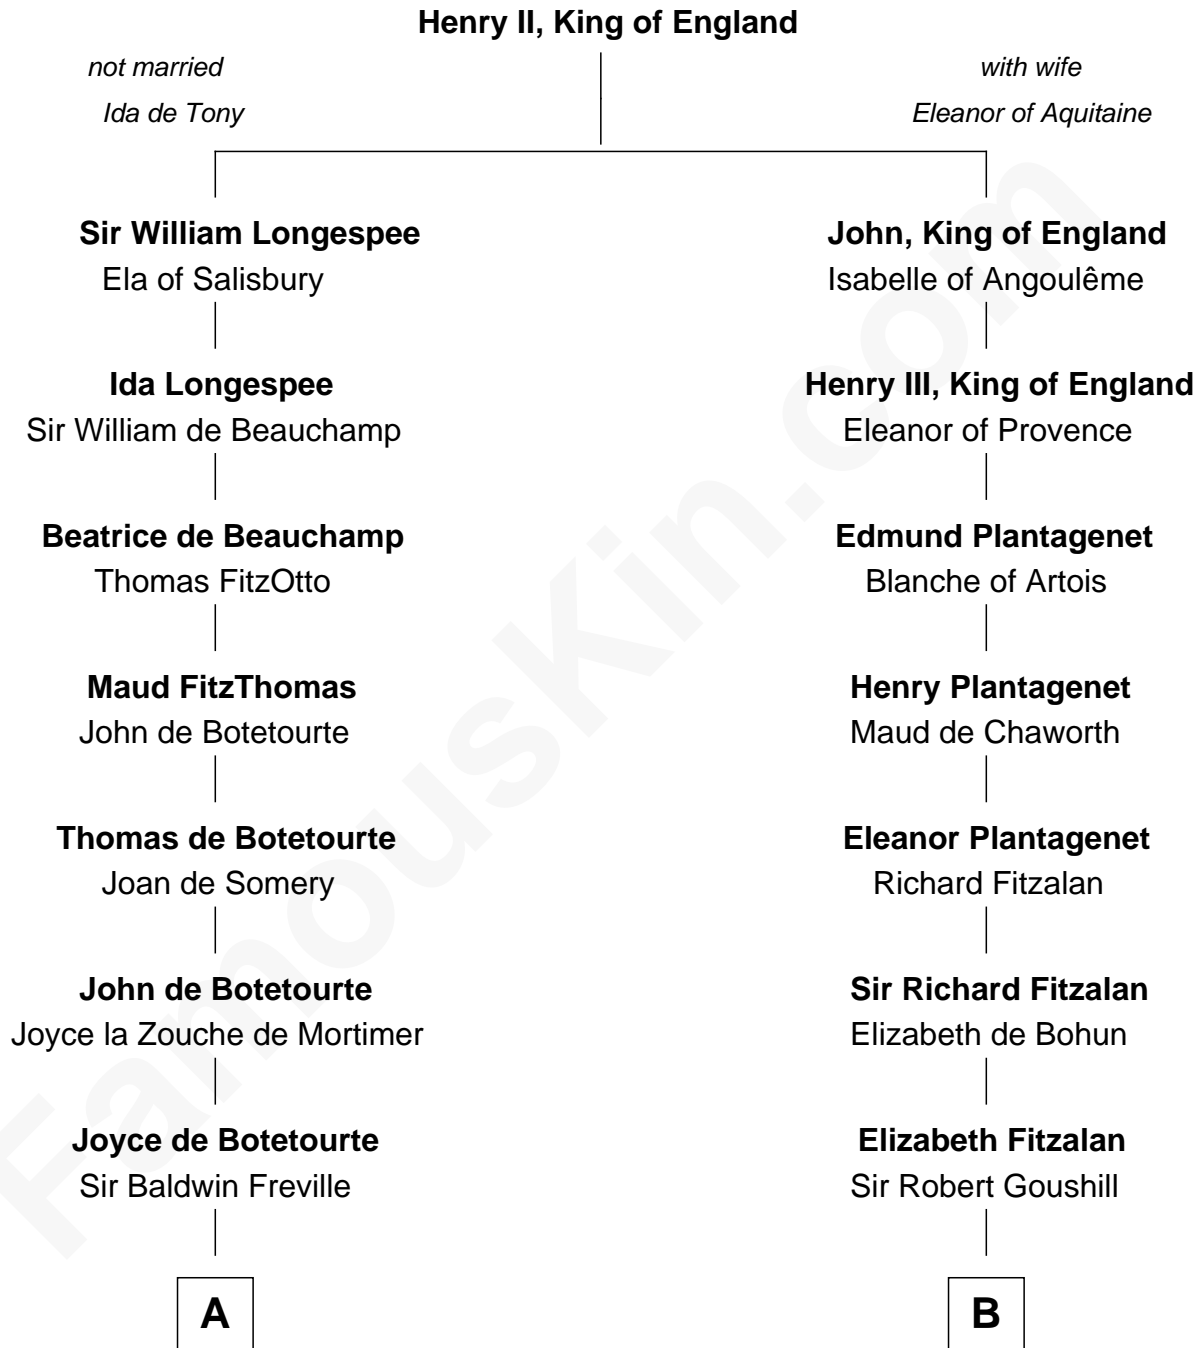 Henry II, King of England
not married
Ida de Tony
with wife
Eleanor of Aquitaine
Sir William Longespee
Ela of Salisbury
John, King of England
Isabelle of Angoulême
Ida Longespee
Sir William de Beauchamp
Henry III, King of England
Eleanor of Provence
Beatrice de Beauchamp
Thomas FitzOtto
Edmund Plantagenet
Blanche of Artois
Maud FitzThomas
John de Botetourte
Henry Plantagenet
Maud de Chaworth
Thomas de Botetourte
Joan de Somery
Eleanor Plantagenet
Richard Fitzalan
John de Botetourte
Joyce la Zouche de Mortimer
Sir Richard Fitzalan
Elizabeth de Bohun
Joyce de Botetourte
Sir Baldwin Freville
Elizabeth Fitzalan
Sir Robert Goushill
A
B
FamousKin.com